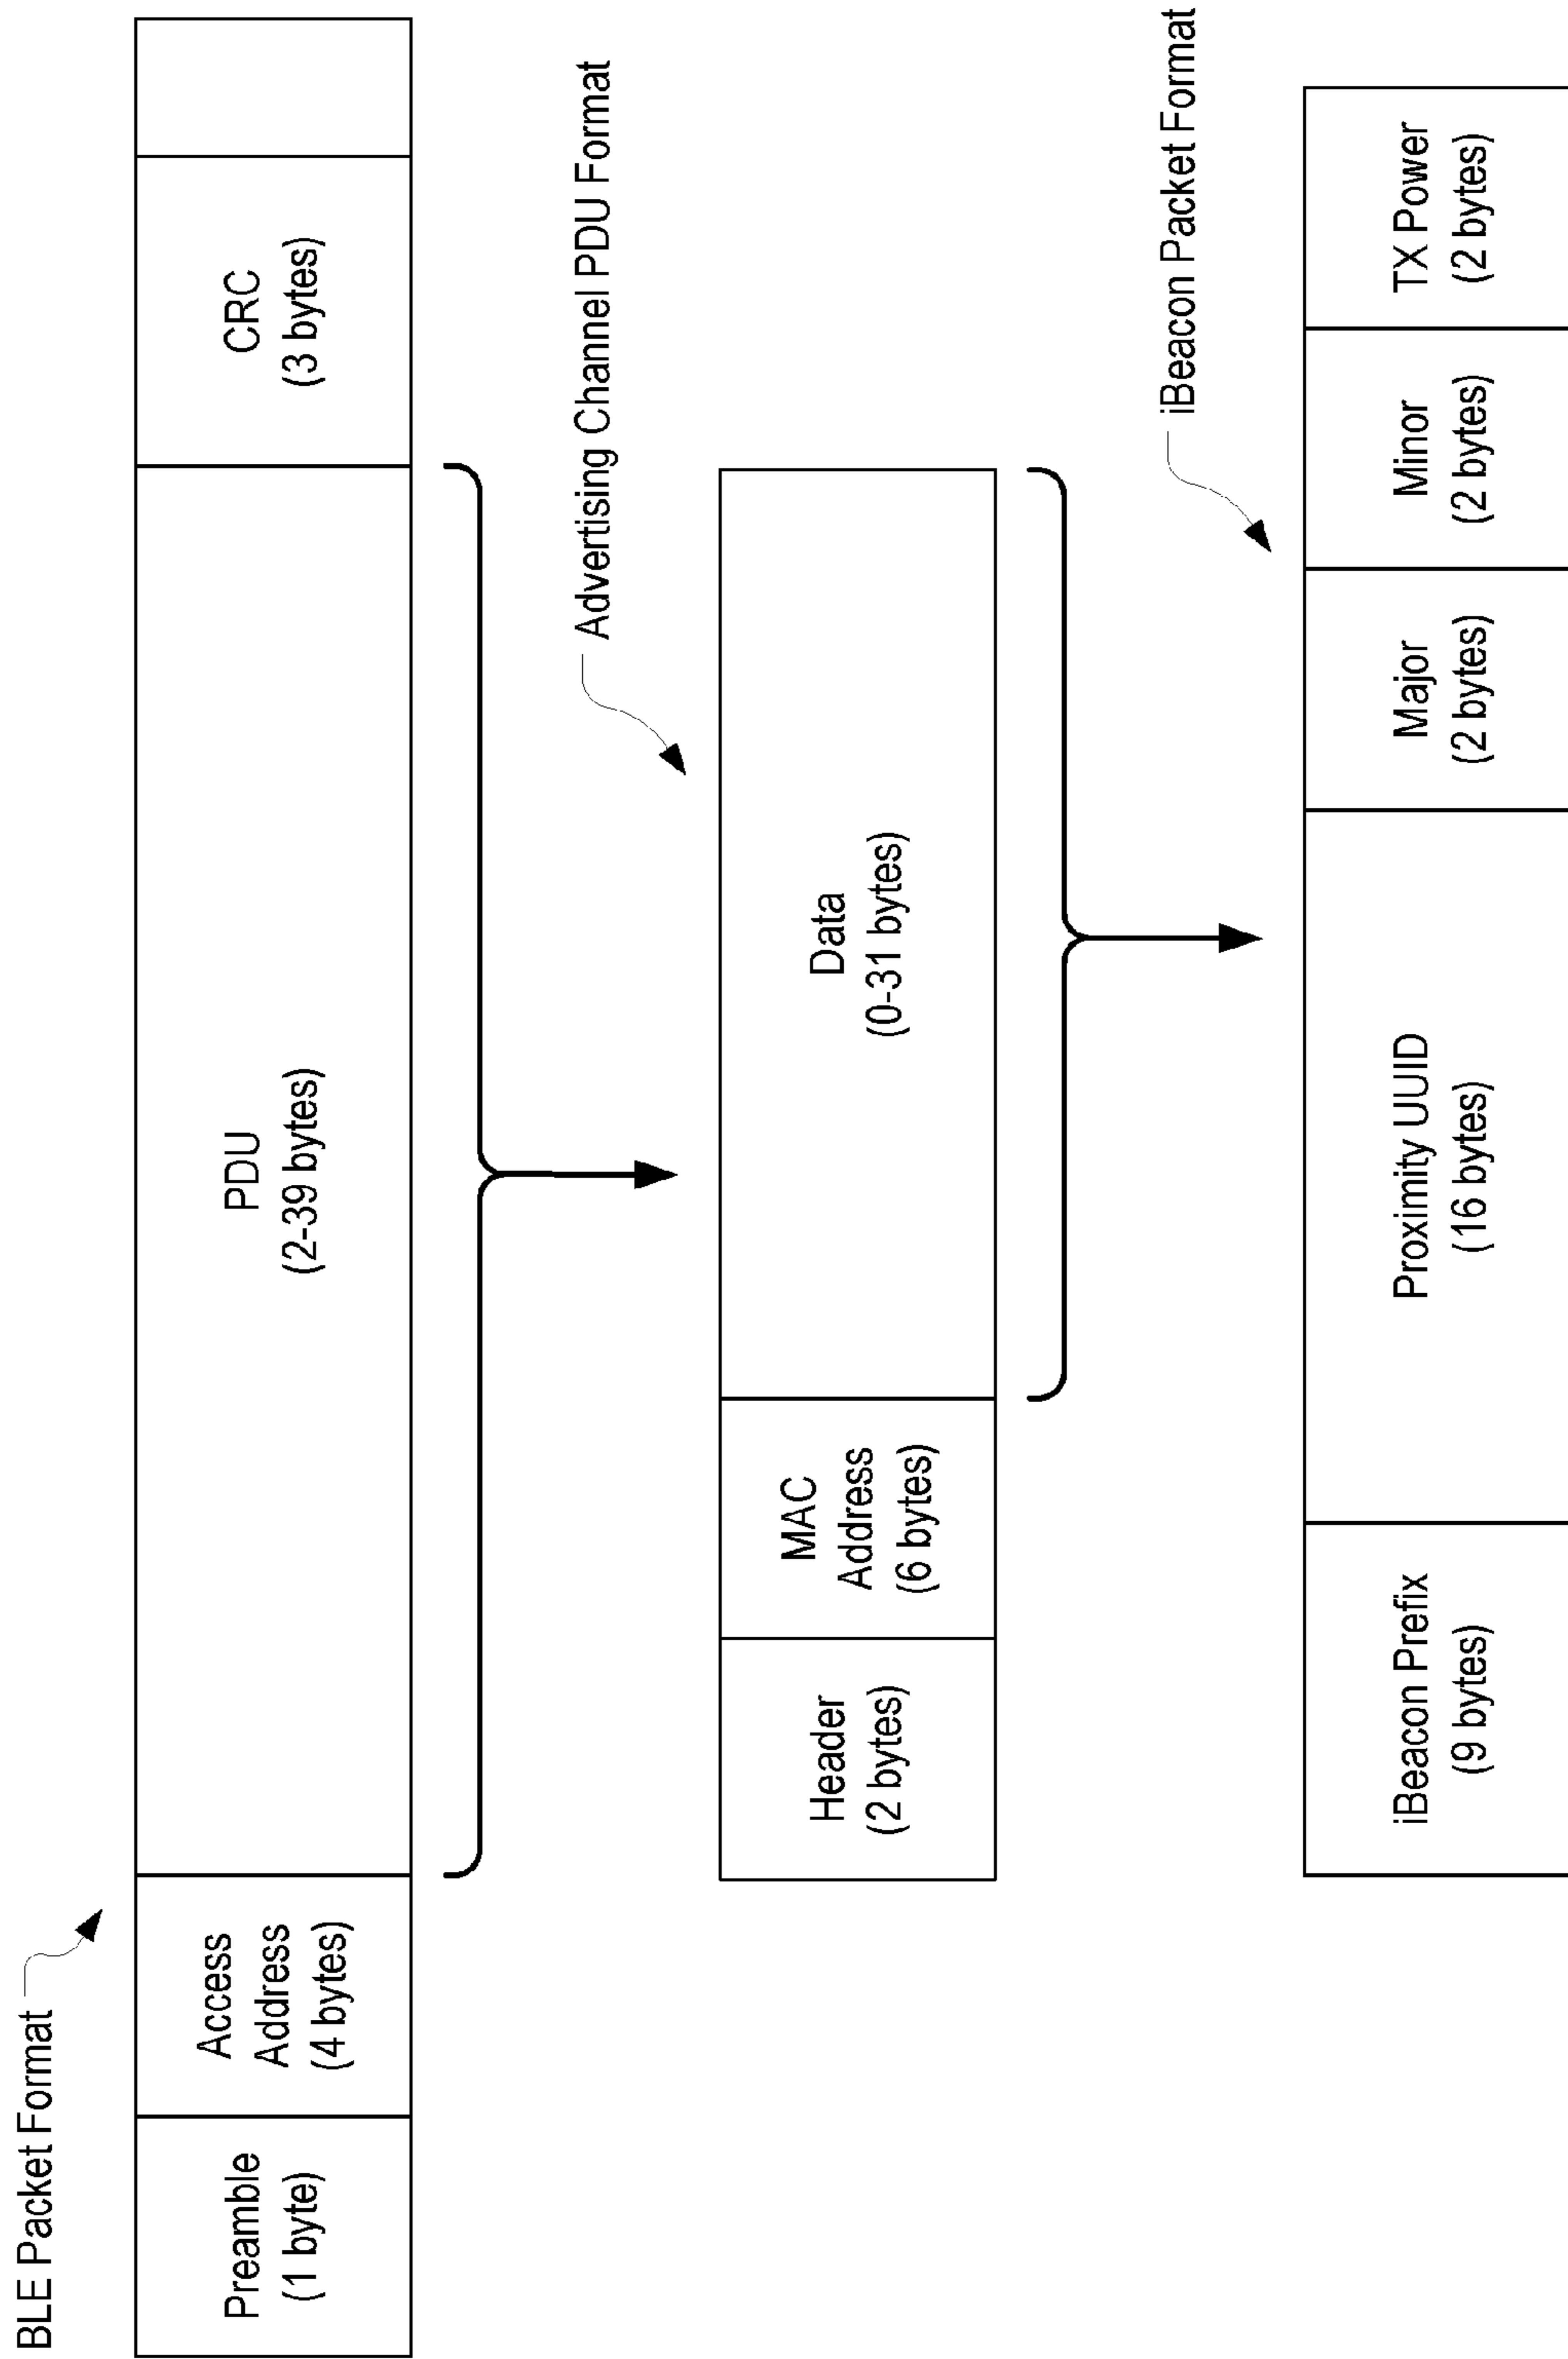 BLE Packet Format
Preamble
(1 byte)
Access
Address
(4 bytes)
PDU
(2-39 bytes)
CRC
(3 bytes)
Advertising Channel PDU Format
Header
(2 bytes)
MAC
Address
(6 bytes)
Data
(0-31 bytes)
iBeacon Packet Format
iBeacon Prefix
(9 bytes)
Proximity UUID
(16 bytes)
Major
(2 bytes)
Minor
(2 bytes)
TX Power
(2 bytes)